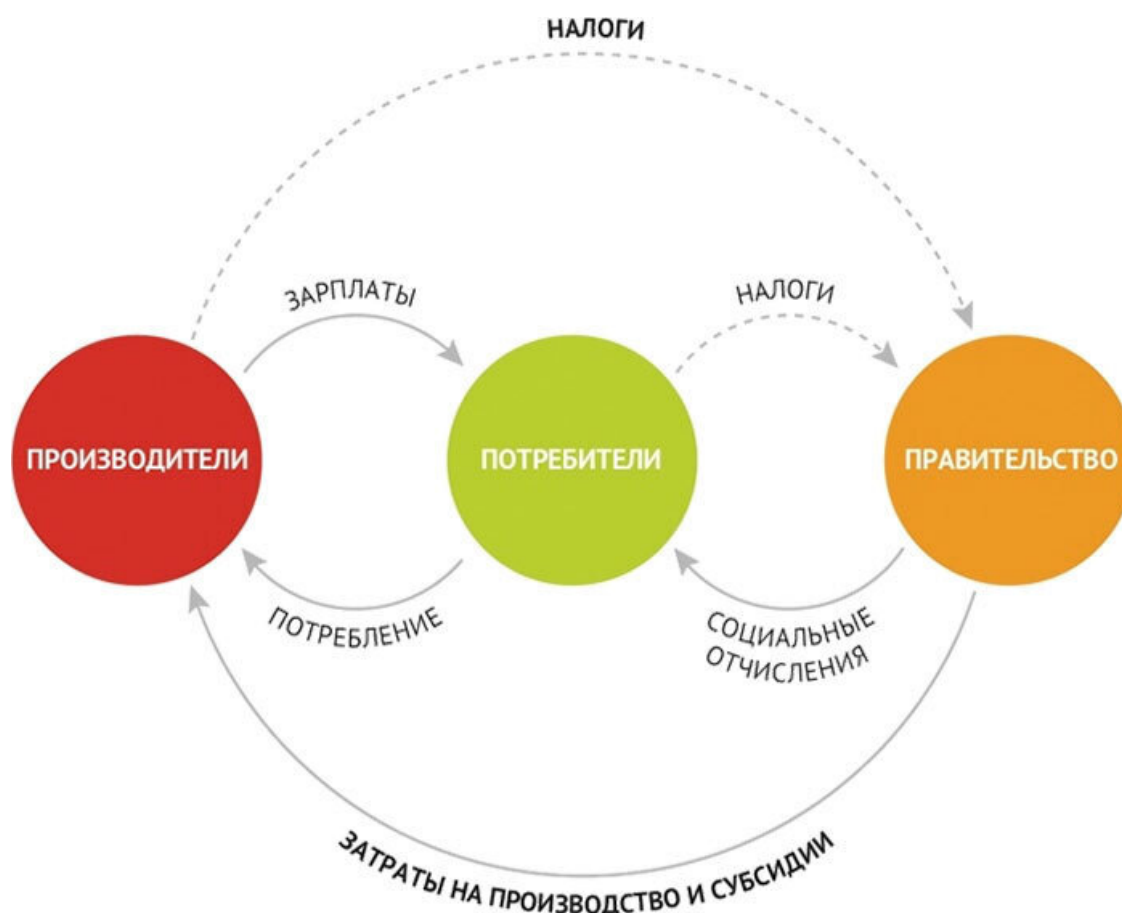 НАЛОГИ
ЗАРПЛАТЫ
НАЛОГИ
ПРОИЗВОДИТЕЛИ
ПОТРЕБИТЕЛИ
ПРАВИТЕЛЬСТВО
ПОТРЕБЛЕНИЕ
СОЦИАЛЬНЫЕ
ОТЧИСЛЕНИЯ
ЗАТРАТЫ НА ПРОИЗВОДСТВО И СУБСИДИИ